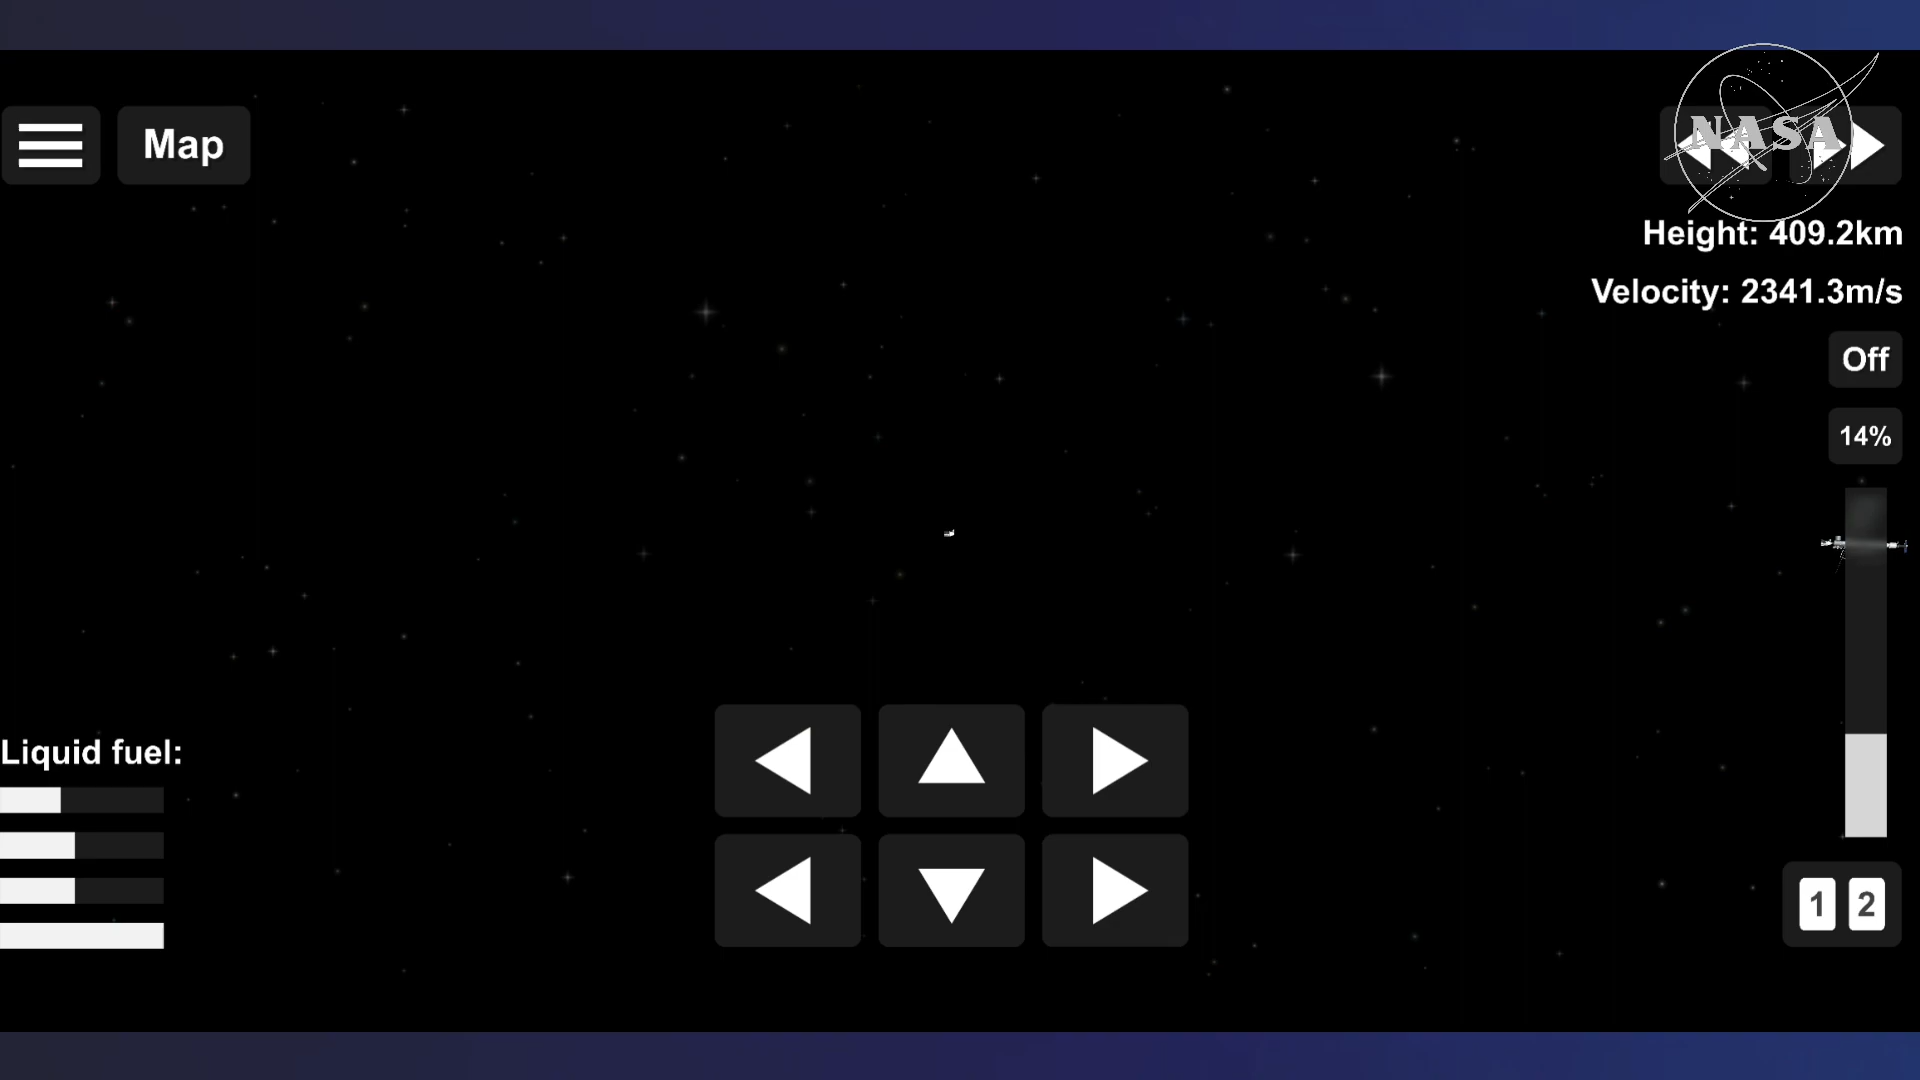 Map
NASA
Height: 409.2km
Velocity: 2341.3m/s
Off
14%
Liquid fuel:
1 2